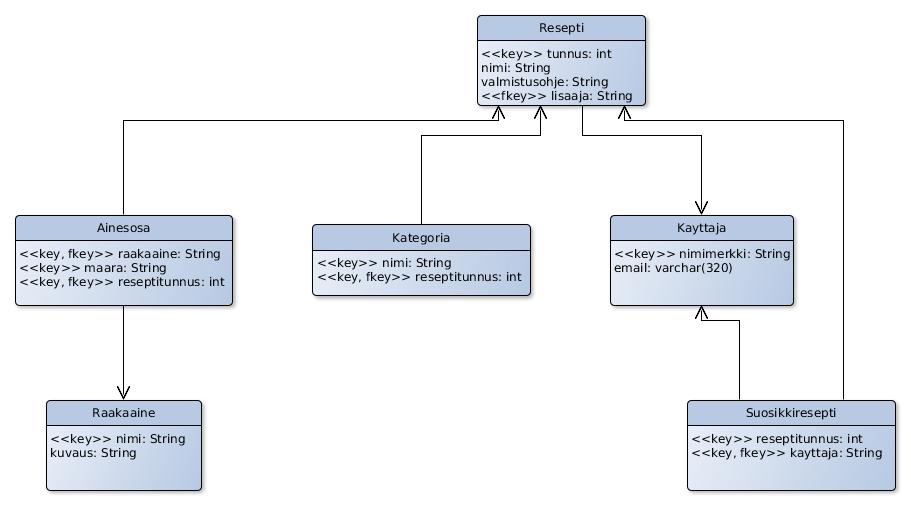 Resepti
<<key>> tunnus: int
nimi: String
valmistusohje: String
<<fkey>> lisaaja: String
Ainesosa
<<key, fkey>> raakaaine: String
<<key>> maara: String
<<key, fkey>> reseptitunnus: int
Kategoria
<<key>> nimi: String
<<key, fkey>> reseptitunnus: int
Kayttaja
<<key>> nimimerkki: String
email: varchar(320)
Raakaaine
<<key>> nimi: String
kuvaus: String
Suosikkiresepti
<<key>> reseptitunnus: int
<<key, fkey>> kayttaja: String